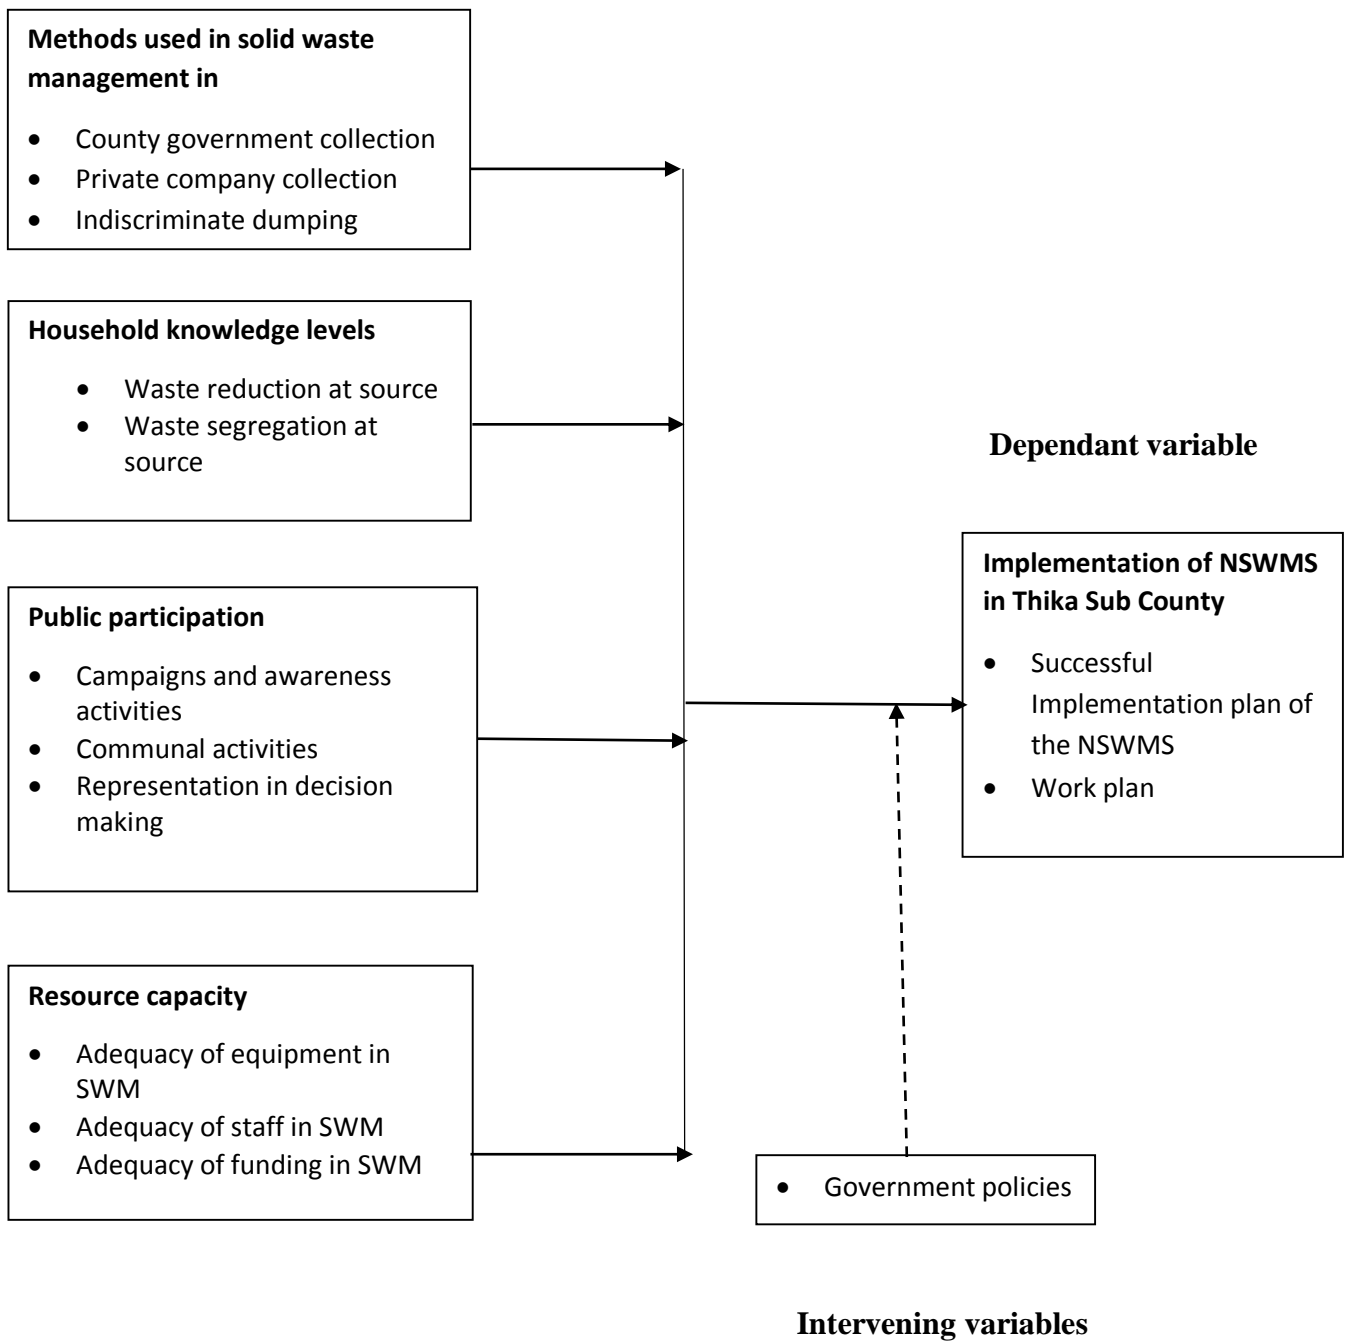 Methods used in solid waste
management in
• County government collection
• Private company collection
• Indiscriminate dumping
Household knowledge levels
• Waste reduction at source
• Waste segregation at
source
Dependant variable
Implementation of NSWMS
in Thika Sub County
• Successful
Implementation plan of
the NSWMS
• Work plan
Public participation
• Campaigns and awareness
activities
• Communal activities
• Representation in decision
making
Resource capacity
• Adequacy of equipment in
SWM
• Adequacy of staff in SWM
• Adequacy of funding in SWM
• Government policies
Intervening variables